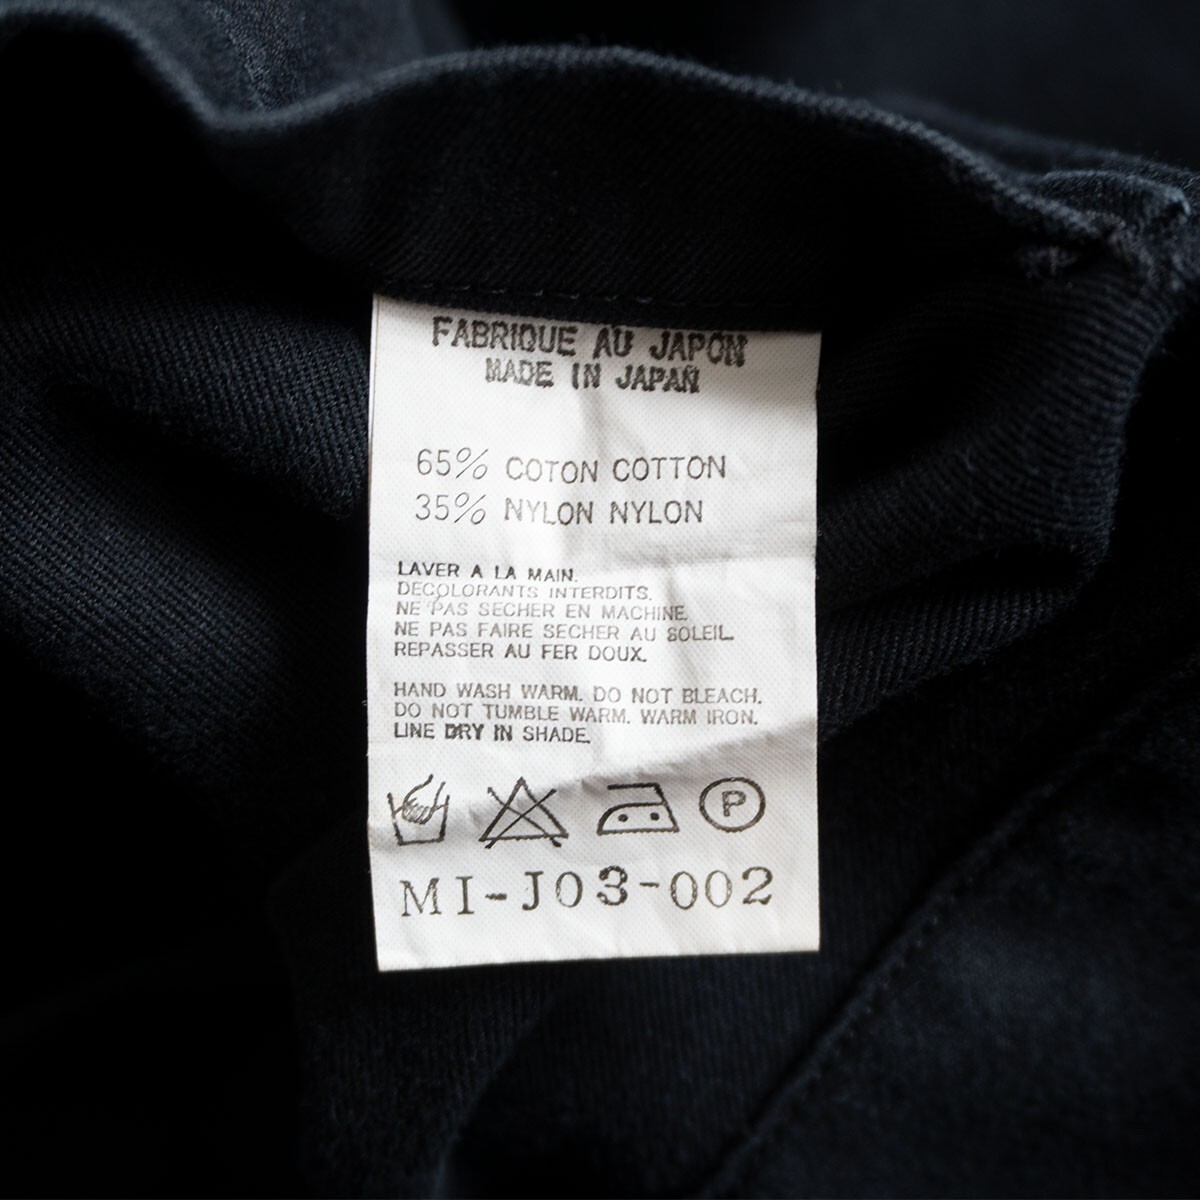 FABRIQUE AU JAPON
MADE IN JAPAN
65% COTON COTTON
35% NYLON NYLON
LAVER A LA MAIN.
DECOLORANTS INTERDITS.
NE PAS SECHER EN MACHINE.
NE PAS FAIRE SECHER AU SOLEIL.
REPASSER AU FER DOUX.
HAND WASH WARM. DO NOT BLEACH.
DO NOT TUMBLE WARM. WARM IRON.
LINE DRY IN SHADE.
P
MI-J03-002